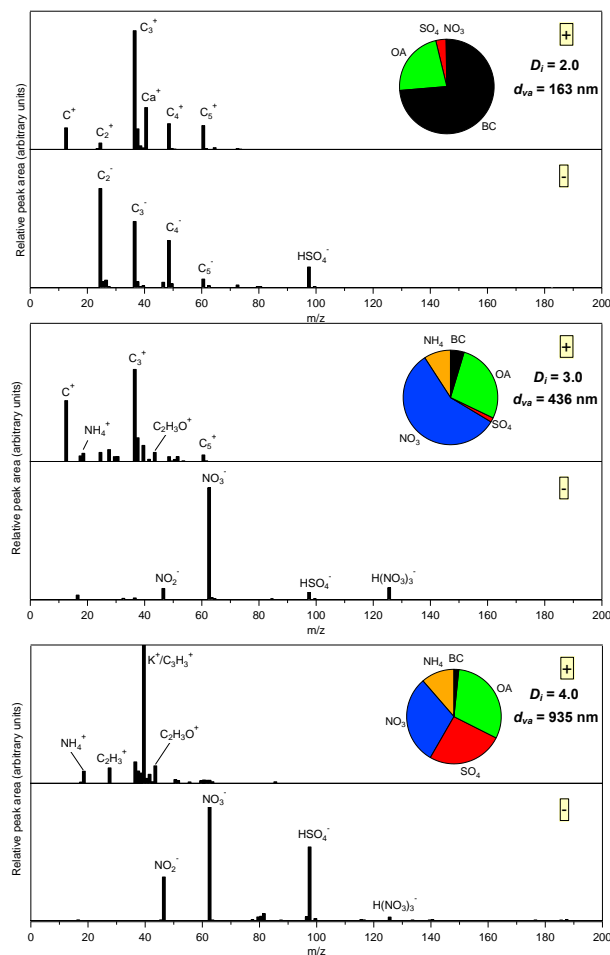 C₃⁺
SO₄ NO₃
+
OA
Dᵢ = 2.0
Ca⁺
dᵥₐ = 163 nm
C⁺
C₄⁺ C₅⁺
BC
C₂⁺
Relative peak area (arbitrary units)
C₂⁻
-
C₃⁻
C₄⁻
HSO₄⁻
C₅⁻
0 20 40 60 80 100 120 140 160 180 200
m/z
C₃⁺
NH₄ BC
+
OA
Dᵢ = 3.0
C⁺
dᵥₐ = 436 nm
NH₄⁺
C₂H₃O⁺
SO₄
NO₃
C₅⁺
Relative peak area (arbitrary units)
NO₃⁻
-
NO₂⁻
HSO₄⁻
H(NO₃)₃⁻
0 20 40 60 80 100 120 140 160 180 200
m/z
K⁺/C₃H₃⁺
NH₄ BC
+
OA
Dᵢ = 4.0
dᵥₐ = 935 nm
NH₄⁺
C₂H₃⁺
C₂H₃O⁺
NO₃
SO₄
Relative peak area (arbitrary units)
NO₃⁻
-
HSO₄⁻
NO₂⁻
H(NO₃)₃⁻
0 20 40 60 80 100 120 140 160 180 200
m/z